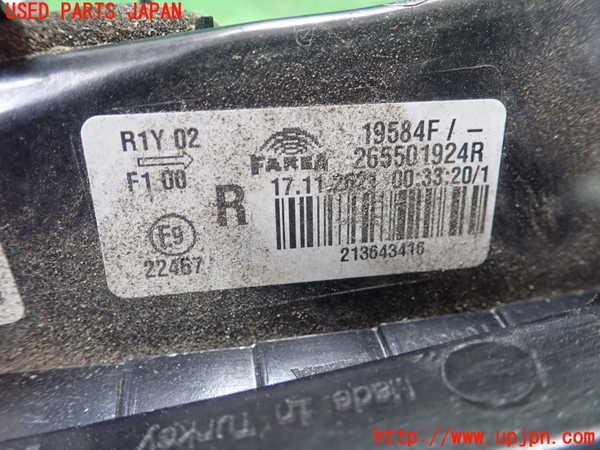 USED PARTS JAPAN
R1Y 02
F1 00
FARBA
19584F / -
265501924R
17.11.2021 00:33:20/1
R
E9
22467
213643416
Made in
Turkey
http://www.upjpn.com